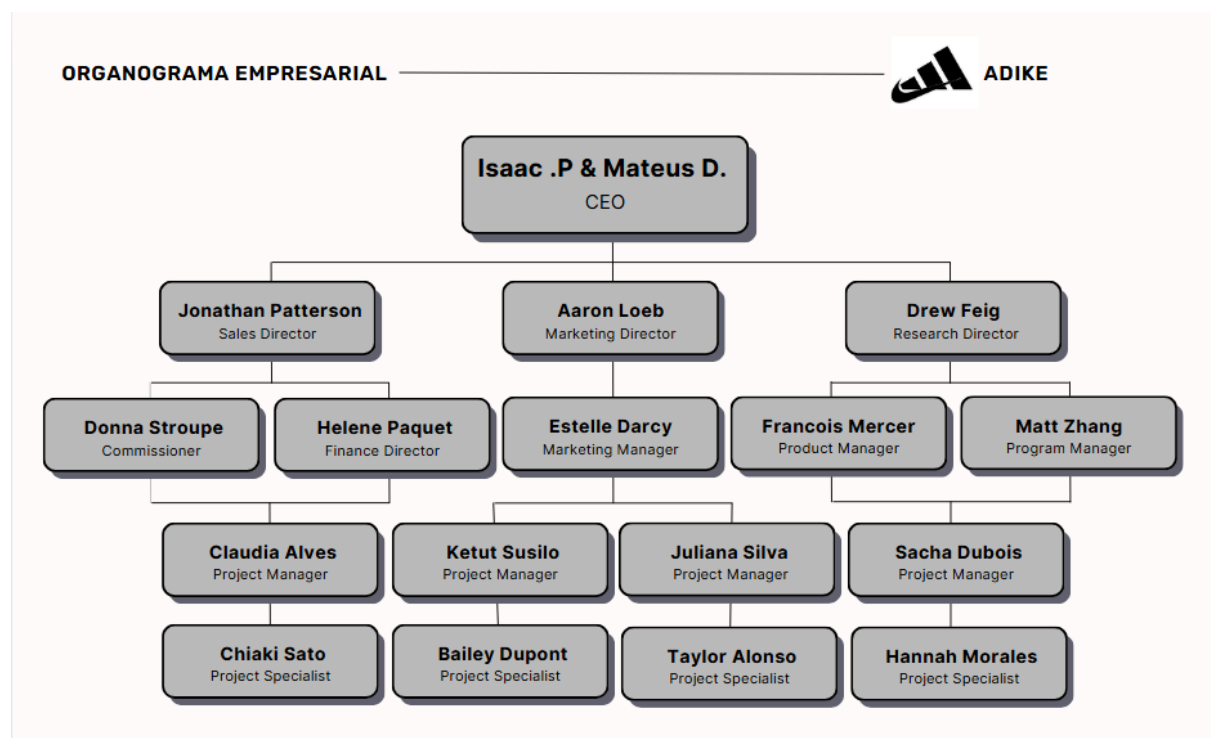 ORGANOGRAMA EMPRESARIAL
ADIKE
Isaac .P & Mateus D.
CEO
Jonathan Patterson
Sales Director
Aaron Loeb
Marketing Director
Drew Feig
Research Director
Donna Stroupe
Commissioner
Helene Paquet
Finance Director
Estelle Darcy
Marketing Manager
Francois Mercer
Product Manager
Matt Zhang
Program Manager
Claudia Alves
Project Manager
Ketut Susilo
Project Manager
Juliana Silva
Project Manager
Sacha Dubois
Project Manager
Chiaki Sato
Project Specialist
Bailey Dupont
Project Specialist
Taylor Alonso
Project Specialist
Hannah Morales
Project Specialist